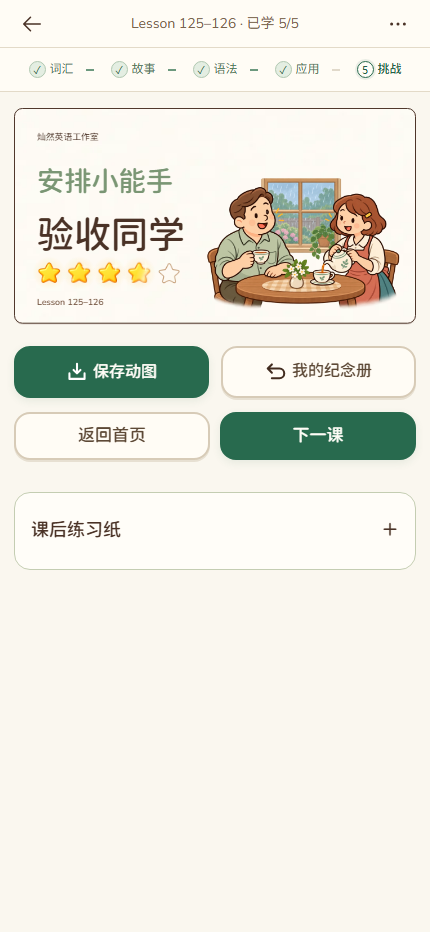 Lesson 125–126 · 已学 5/5
词汇
故事
语法
应用
5 挑战
灿然英语工作室
安排小能手
验收同学
Lesson 125–126
保存动图
我的纪念册
返回首页
下一课
课后练习纸